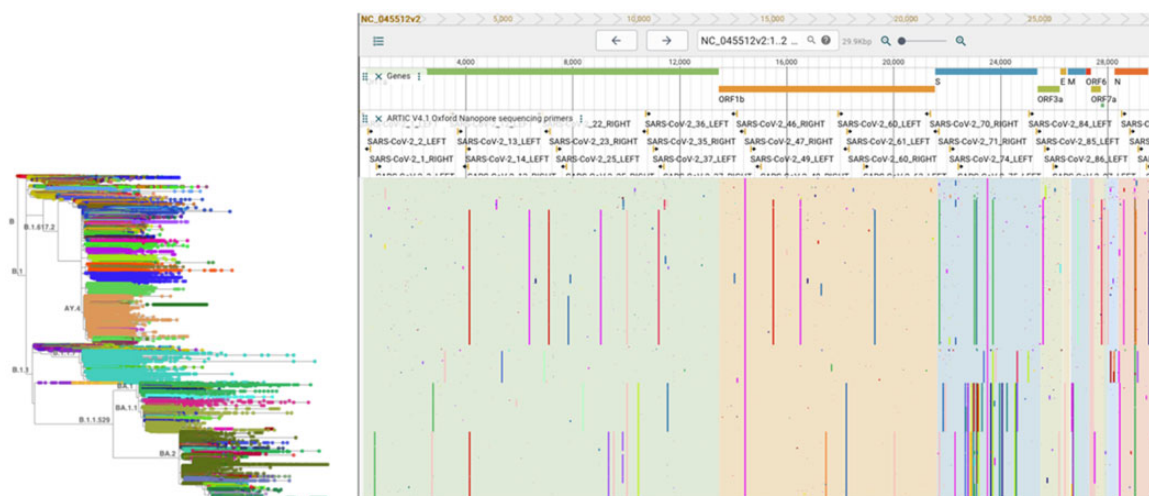 NC_045512v2
5,000
10,000
15,000
20,000
25,000
NC_045512v2:1..2 ...
29.9Kbp
4,000
8,000
12,000
16,000
20,000
24,000
28,000
Genes
ORF1b
S
ORF3a
E M
ORF6
ORF7a
N
ARTIC V4.1 Oxford Nanopore sequencing primers
_22_RIGHT
SARS-CoV-2_36_LEFT
SARS-CoV-2_46_RIGHT
SARS-CoV-2_60_LEFT
SARS-CoV-2_70_RIGHT
SARS-CoV-2_84_LEFT
SARS-CoV-2_2_LEFT
SARS-CoV-2_13_LEFT
SARS-CoV-2_23_RIGHT
SARS-CoV-2_35_RIGHT
SARS-CoV-2_47_RIGHT
SARS-CoV-2_61_LEFT
SARS-CoV-2_71_RIGHT
SARS-CoV-2_85_LEFT
SARS-CoV-2_1_RIGHT
SARS-CoV-2_14_LEFT
SARS-CoV-2_25_LEFT
SARS-CoV-2_37_LEFT
SARS-CoV-2_49_LEFT
SARS-CoV-2_60_RIGHT
SARS-CoV-2_74_LEFT
SARS-CoV-2_86_LEFT
B
B.1.617.2
B.1
AY.4
B.1.1
BA.1
BA.1.1
B.1.1.529
BA.2